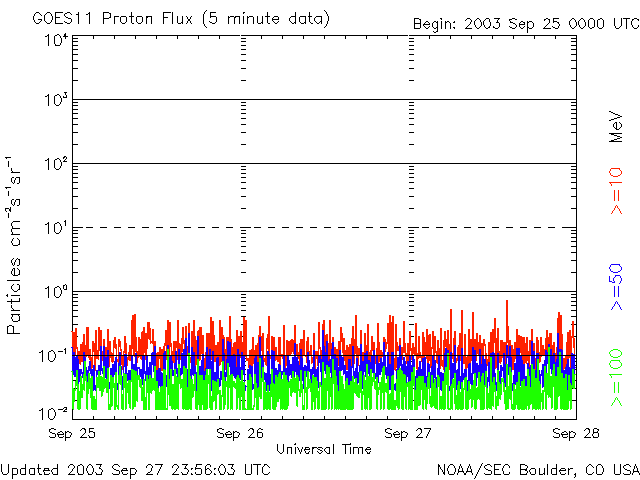 GOES11 Proton Flux (5 minute data)
Begin: 2003 Sep 25 0000 UTC
Particles cm⁻²s⁻¹sr⁻¹
10⁴
10³
10²
10¹
10⁰
10⁻¹
10⁻²
MeV
>=10
>=50
>=100
Sep 25
Sep 26
Sep 27
Sep 28
Universal Time
Updated 2003 Sep 27 23:56:03 UTC
NOAA/SEC Boulder, CO USA